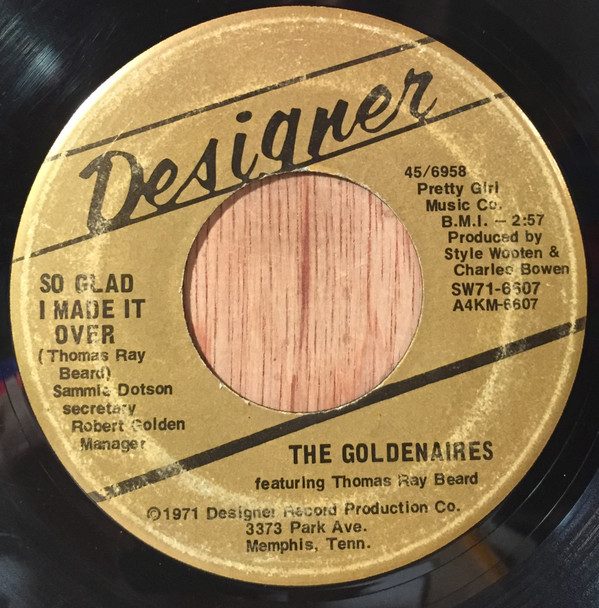 Designer
45/6958
Pretty Girl
Music Co.
B.M.I. - 2:57
Produced by
Style Wooten &
Charles Bowen
SW71-6607
A4KM-6607
SO GLAD
I MADE IT
OVER
(Thomas Ray
Beard)
Sammie Dotson
secretary
Robert Golden
Manager
THE GOLDENAIRES
featuring Thomas Ray Beard
©1971 Designer Record Production Co.
3373 Park Ave.
Memphis, Tenn.